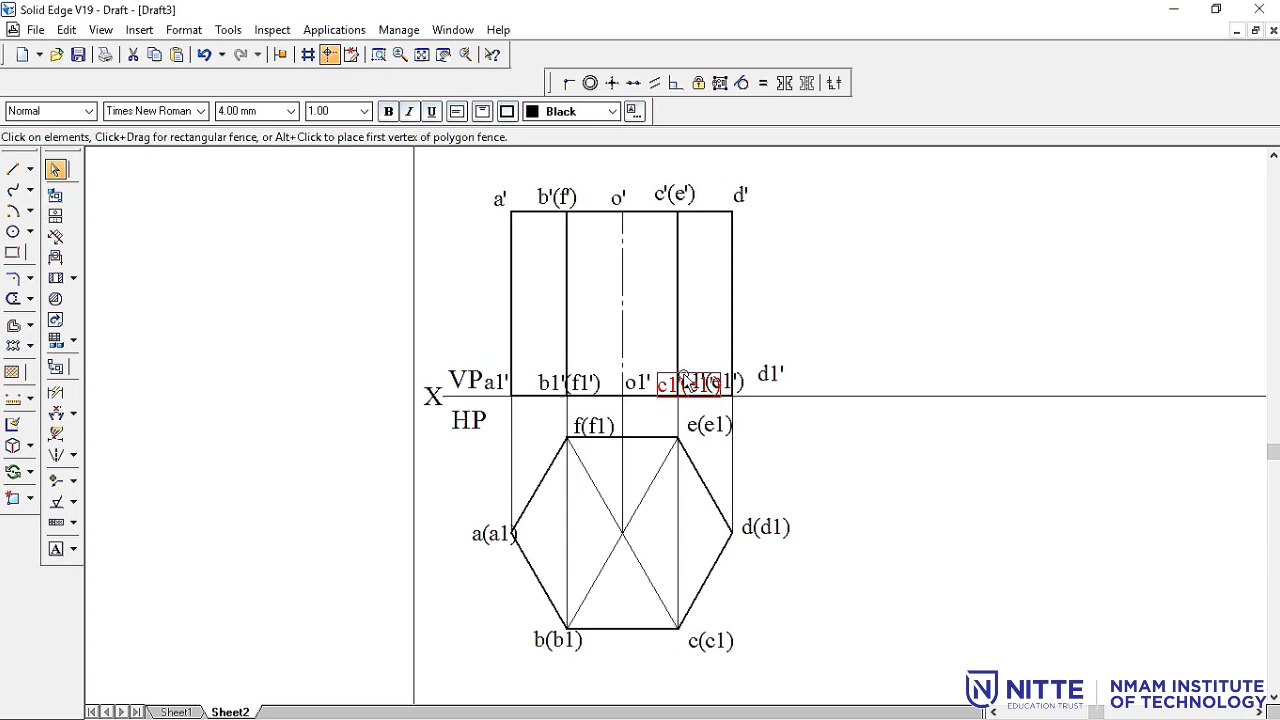 Solid Edge V19 - Draft - [Draft3]
File Edit View Insert Format Tools Inspect Applications Manage Window Help
Normal Times New Roman 4.00 mm 1.00 B I U Black
Click on elements, Click+Drag for rectangular fence, or Alt+Click to place first vertex of polygon fence.
a' b'(f') o' c'(e') d'
VP a1' b1'(f1') o1' d1'
X
HP f(f1) e(e1)
a(a1) d(d1)
b(b1) c(c1)
Sheet1 Sheet2
NITTE
EDUCATION TRUST
NMAM INSTITUTE
OF TECHNOLOGY